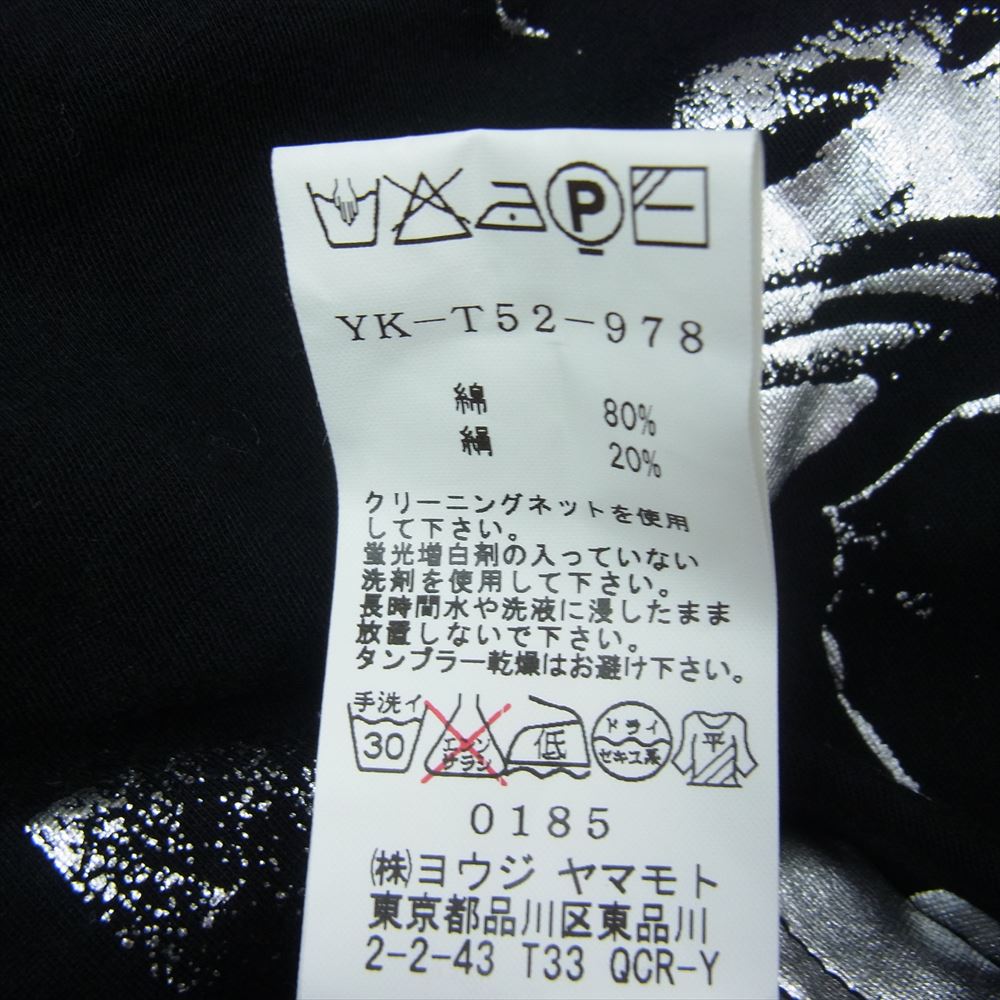 P
YK-T52-978
綿 80%
絹 20%
クリーニングネットを使用
して下さい。
蛍光増白剤の入っていない
洗剤を使用して下さい。
長時間水や洗液に浸したまま
放置しないで下さい。
タンブラー乾燥はお避け下さい。
手洗イ
30
エンソ
サラシ
低
ドライ
セキユ系
平
0185
㈱ヨウジ ヤマモト
東京都品川区東品川
2-2-43 T33 QCR-Y